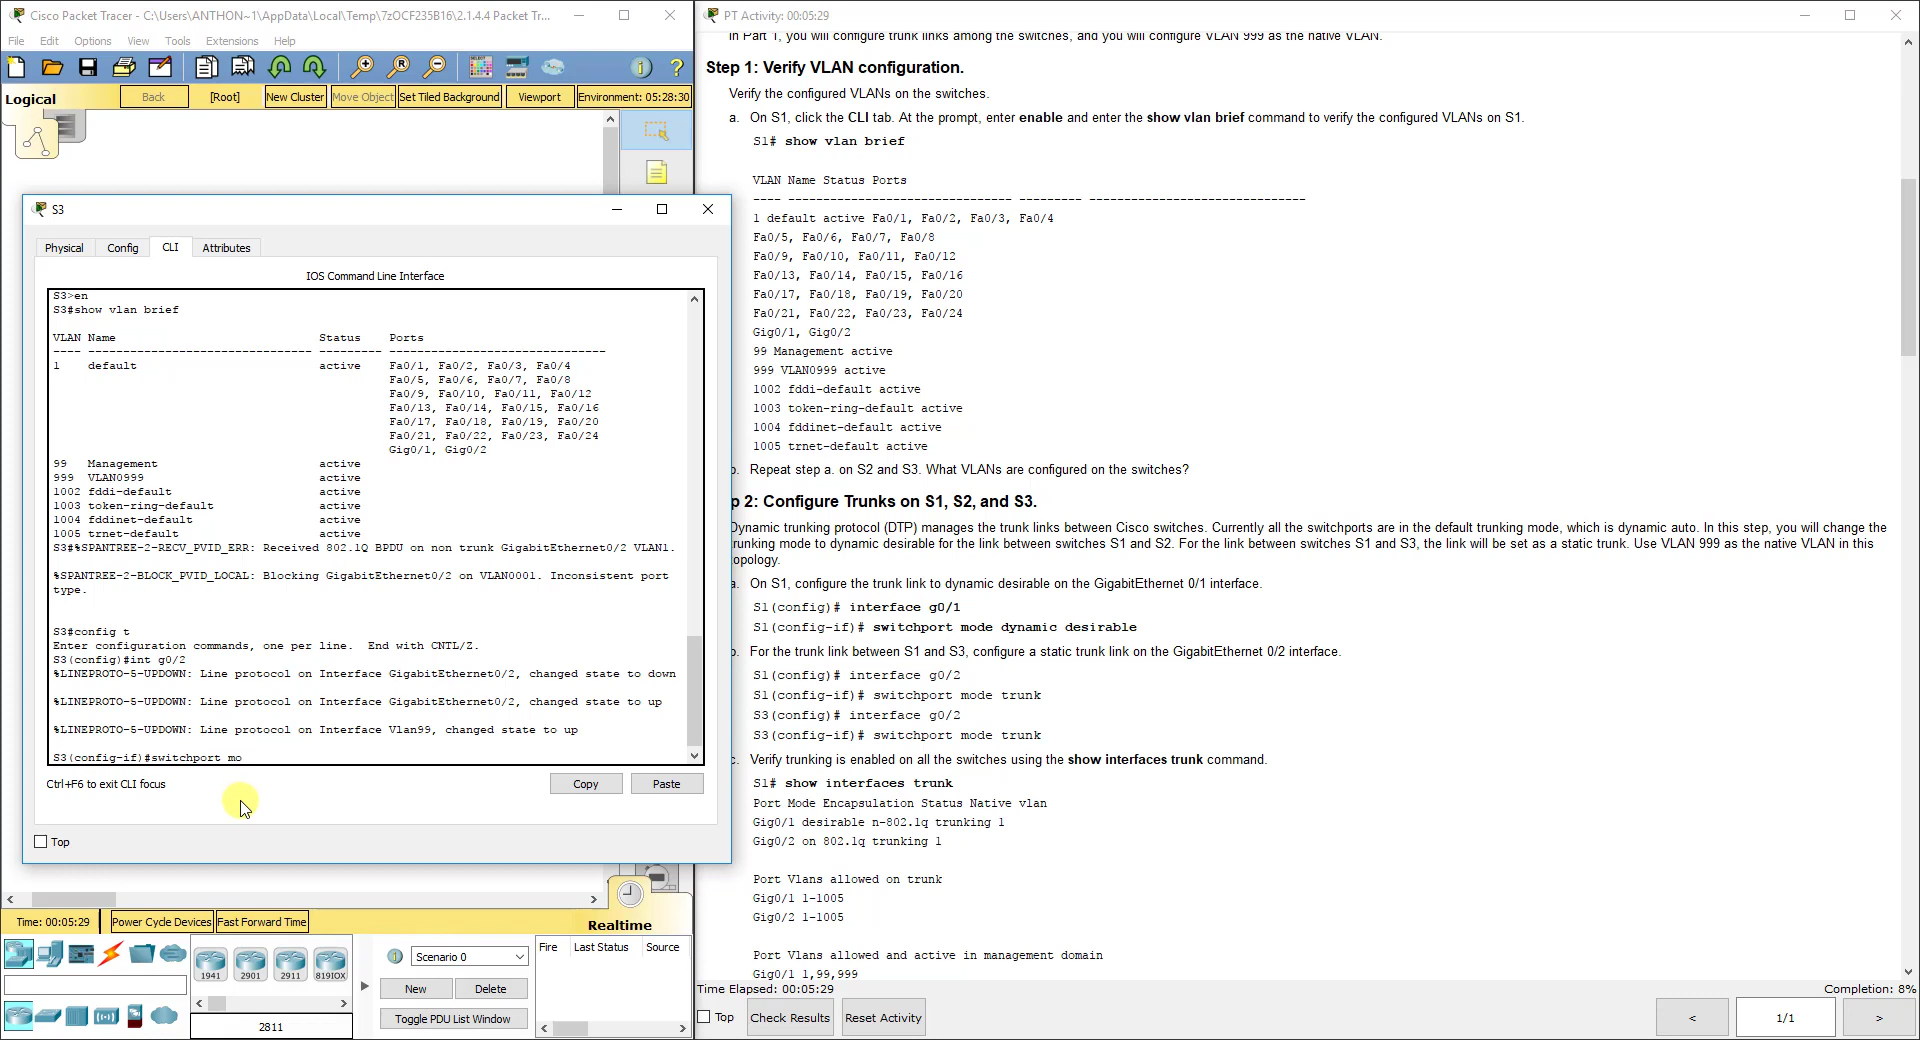 Cisco Packet Tracer - C:\Users\ANTHON~1\AppData\Local\Temp\7zOCF235B16\2.1.4.4 Packet Tr...
File Edit Options View Tools Extensions Help
Logical
Back
[Root]
New Cluster
Move Object
Set Tiled Background
Viewport
Environment: 05:28:30
S3
Physical
Config
CLI
Attributes
IOS Command Line Interface
S3>en
S3#show vlan brief
VLAN Name Status Ports
---- -------------------------------- --------- -------------------------------
1 default active Fa0/1, Fa0/2, Fa0/3, Fa0/4
Fa0/5, Fa0/6, Fa0/7, Fa0/8
Fa0/9, Fa0/10, Fa0/11, Fa0/12
Fa0/13, Fa0/14, Fa0/15, Fa0/16
Fa0/17, Fa0/18, Fa0/19, Fa0/20
Fa0/21, Fa0/22, Fa0/23, Fa0/24
Gig0/1, Gig0/2
99 Management active
999 VLAN0999 active
1002 fddi-default active
1003 token-ring-default active
1004 fddinet-default active
1005 trnet-default active
S3#%SPANTREE-2-RECV_PVID_ERR: Received 802.1Q BPDU on non trunk GigabitEthernet0/2 VLAN1.
%SPANTREE-2-BLOCK_PVID_LOCAL: Blocking GigabitEthernet0/2 on VLAN0001. Inconsistent port
type.
S3#config t
Enter configuration commands, one per line. End with CNTL/Z.
S3(config)#int g0/2
%LINEPROTO-5-UPDOWN: Line protocol on Interface GigabitEthernet0/2, changed state to down
%LINEPROTO-5-UPDOWN: Line protocol on Interface GigabitEthernet0/2, changed state to up
%LINEPROTO-5-UPDOWN: Line protocol on Interface Vlan99, changed state to up
S3(config-if)#switchport mo
Ctrl+F6 to exit CLI focus
Copy
Paste
Top
Time: 00:05:29
Power Cycle Devices
Fast Forward Time
Realtime
1941
2901
2911
819IOX
2811
Scenario 0
New
Delete
Toggle PDU List Window
Fire
Last Status
Source
PT Activity: 00:05:29
In Part 1, you will configure trunk links among the switches, and you will configure VLAN 999 as the native VLAN.
Step 1: Verify VLAN configuration.
Verify the configured VLANs on the switches.
a. On S1, click the CLI tab. At the prompt, enter enable and enter the show vlan brief command to verify the configured VLANs on S1.
S1# show vlan brief
VLAN Name Status Ports
---- -------------------------------- --------- -------------------------------
1 default active Fa0/1, Fa0/2, Fa0/3, Fa0/4
Fa0/5, Fa0/6, Fa0/7, Fa0/8
Fa0/9, Fa0/10, Fa0/11, Fa0/12
Fa0/13, Fa0/14, Fa0/15, Fa0/16
Fa0/17, Fa0/18, Fa0/19, Fa0/20
Fa0/21, Fa0/22, Fa0/23, Fa0/24
Gig0/1, Gig0/2
99 Management active
999 VLAN0999 active
1002 fddi-default active
1003 token-ring-default active
1004 fddinet-default active
1005 trnet-default active
b. Repeat step a. on S2 and S3. What VLANs are configured on the switches?
p 2: Configure Trunks on S1, S2, and S3.
Dynamic trunking protocol (DTP) manages the trunk links between Cisco switches. Currently all the switchports are in the default trunking mode, which is dynamic auto. In this step, you will change the
trunking mode to dynamic desirable for the link between switches S1 and S2. For the link between switches S1 and S3, the link will be set as a static trunk. Use VLAN 999 as the native VLAN in this
topology.
a. On S1, configure the trunk link to dynamic desirable on the GigabitEthernet 0/1 interface.
S1(config)# interface g0/1
S1(config-if)# switchport mode dynamic desirable
b. For the trunk link between S1 and S3, configure a static trunk link on the GigabitEthernet 0/2 interface.
S1(config)# interface g0/2
S1(config-if)# switchport mode trunk
S3(config)# interface g0/2
S3(config-if)# switchport mode trunk
c. Verify trunking is enabled on all the switches using the show interfaces trunk command.
S1# show interfaces trunk
Port Mode Encapsulation Status Native vlan
Gig0/1 desirable n-802.1q trunking 1
Gig0/2 on 802.1q trunking 1
Port Vlans allowed on trunk
Gig0/1 1-1005
Gig0/2 1-1005
Port Vlans allowed and active in management domain
Gig0/1 1,99,999
Time Elapsed: 00:05:29
Completion: 8%
Top
Check Results
Reset Activity
<
1/1
>